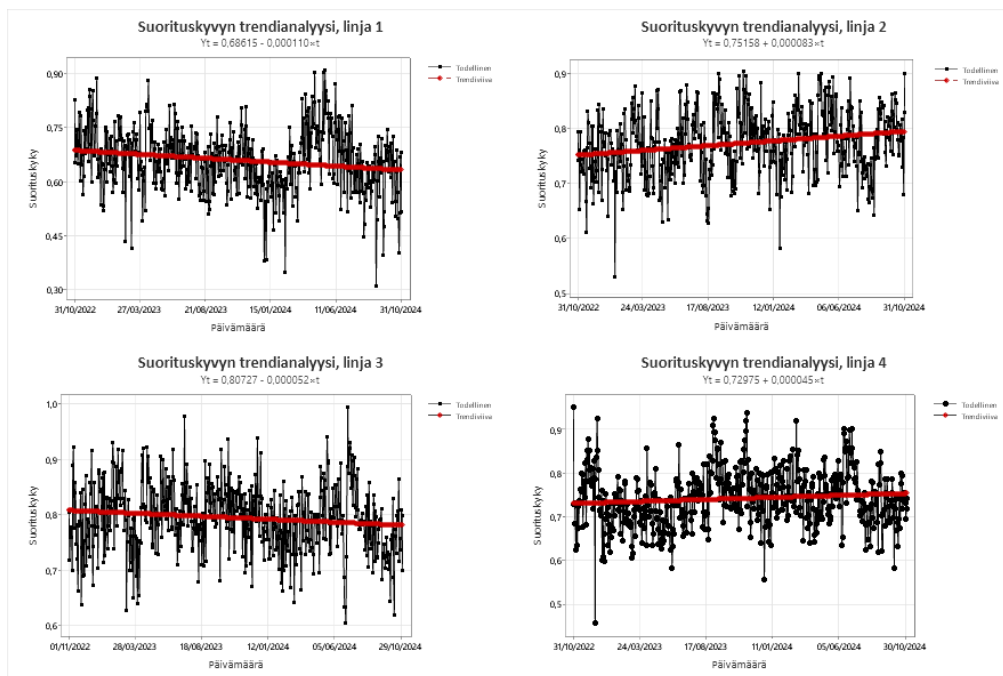 Suorituskyvyn trendianalyysi, linja 1
Yt = 0,68615 - 0,000110×t
Todellinen
Trendiviiva
0,90
0,75
0,60
0,45
0,30
Suorituskyky
31/10/2022 27/03/2023 21/08/2023 15/01/2024 11/06/2024 31/10/2024
Päivämäärä
Suorituskyvyn trendianalyysi, linja 2
Yt = 0,75158 + 0,000083×t
Todellinen
Trendiviiva
0,9
0,8
0,7
0,6
0,5
Suorituskyky
31/10/2022 24/03/2023 17/08/2023 12/01/2024 06/06/2024 31/10/2024
Päivämäärä
Suorituskyvyn trendianalyysi, linja 3
Yt = 0,80727 - 0,000052×t
Todellinen
Trendiviiva
1,0
0,9
0,8
0,7
0,6
Suorituskyky
01/11/2022 28/03/2023 18/08/2023 12/01/2024 05/06/2024 29/10/2024
Päivämäärä
Suorituskyvyn trendianalyysi, linja 4
Yt = 0,72975 + 0,000045×t
Todellinen
Trendiviiva
0,9
0,8
0,7
0,6
0,5
Suorituskyky
31/10/2022 24/03/2023 17/08/2023 11/01/2024 05/06/2024 30/10/2024
Päivämäärä